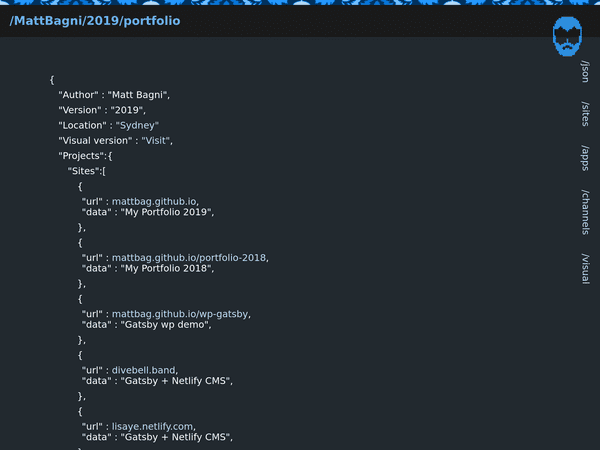 /MattBagni/2019/portfolio
{
"Author" : "Matt Bagni",
"Version" : "2019",
"Location" : "Sydney"
"Visual version" : "Visit",
"Projects":{
"Sites":[
{
"url" : mattbag.github.io,
"data" : "My Portfolio 2019",
},
{
"url" : mattbag.github.io/portfolio-2018,
"data" : "My Portfolio 2018",
},
{
"url" : mattbag.github.io/wp-gatsby,
"data" : "Gatsby wp demo",
},
{
"url" : divebell.band,
"data" : "Gatsby + Netlify CMS",
},
{
"url" : lisaye.netlify.com,
"data" : "Gatsby + Netlify CMS",
/json
/sites
/apps
/channels
/visual